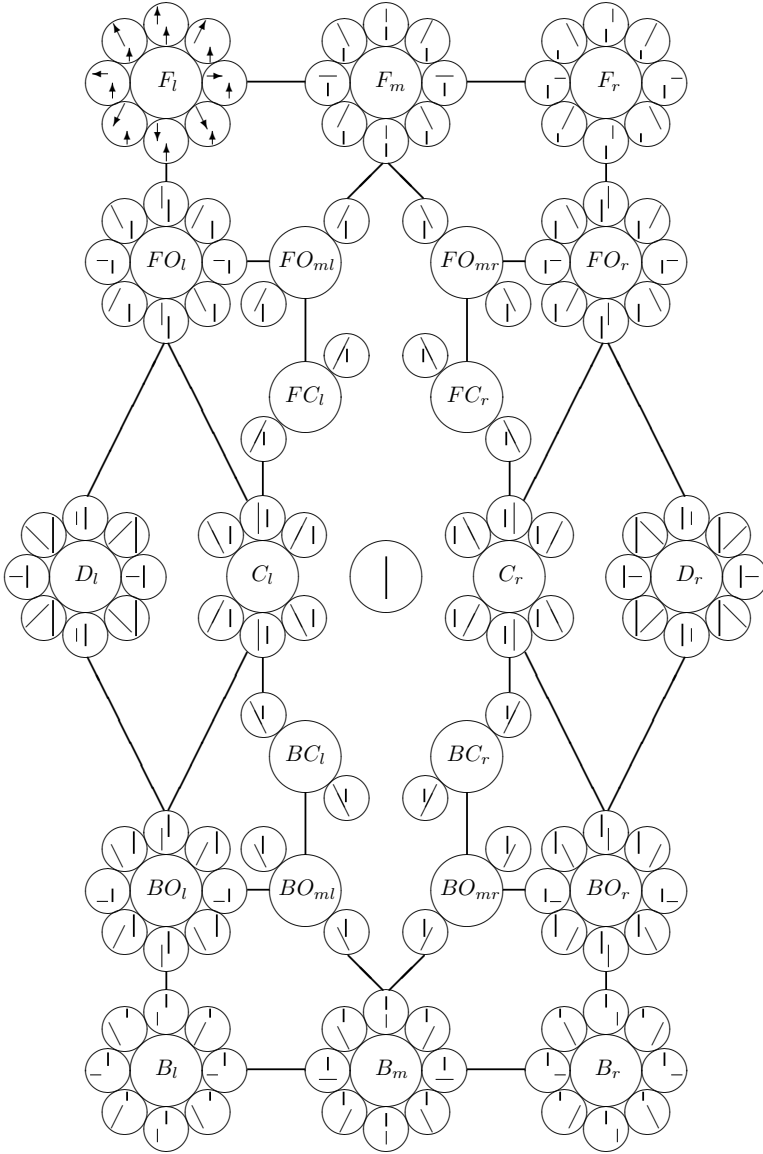 F_l F_m F_r
FO_l FO_ml FO_mr FO_r
FC_l FC_r
D_l C_l C_r D_r
BC_l BC_r
BO_l BO_ml BO_mr BO_r
B_l B_m B_r